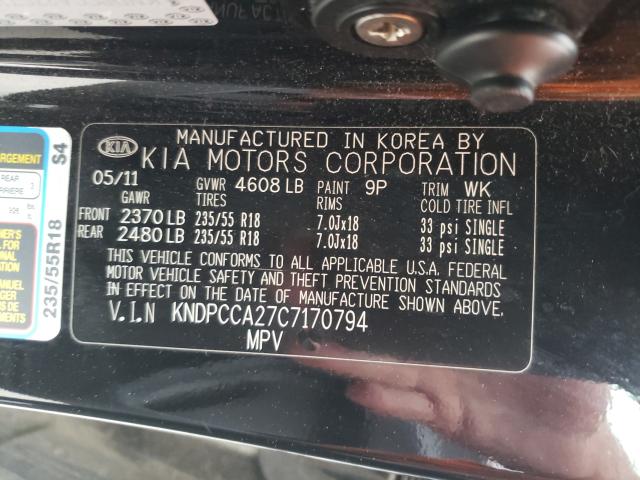 MANUFACTURED IN KOREA BY
KIA KIA MOTORS CORPORATION
05/11 GVWR 4608 LB PAINT 9P TRIM WK
GAWR TIRES RIMS COLD TIRE INFL
FRONT 2370 LB 235/55 R18 7.0Jx18 33 psi SINGLE
REAR 2480 LB 235/55 R18 7.0Jx18 33 psi SINGLE
THIS VEHICLE CONFORMS TO ALL APPLICABLE U.S.A. FEDERAL
MOTOR VEHICLE SAFETY AND THEFT PREVENTION STANDARDS
IN EFFECT ON THE DATE OF MANUFACTURE SHOWN ABOVE.
V.I.N KNDPCCA27C7170794
MPV
S4
235/55R18
REAR 3